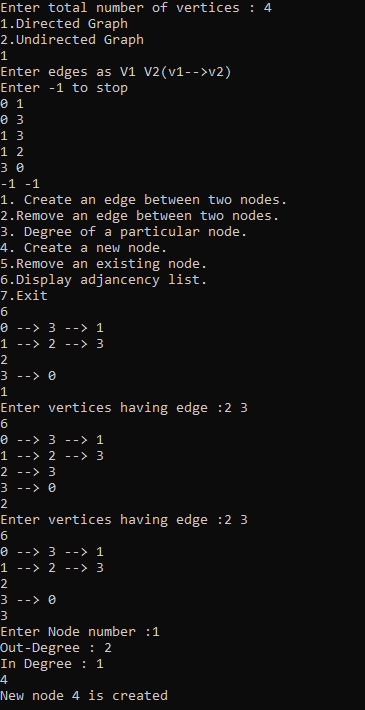 Enter total number of vertices : 4
1.Directed Graph
2.Undirected Graph
1
Enter edges as V1 V2(v1-->v2)
Enter -1 to stop
0 1
0 3
1 3
1 2
3 0
-1 -1
1. Create an edge between two nodes.
2.Remove an edge between two nodes.
3. Degree of a particular node.
4. Create a new node.
5.Remove an existing node.
6.Display adjancency list.
7.Exit
6
0 --> 3 --> 1
1 --> 2 --> 3
2
3 --> 0
1
Enter vertices having edge :2 3
6
0 --> 3 --> 1
1 --> 2 --> 3
2 --> 3
3 --> 0
2
Enter vertices having edge :2 3
6
0 --> 3 --> 1
1 --> 2 --> 3
2
3 --> 0
3
Enter Node number :1
Out-Degree : 2
In Degree : 1
4
New node 4 is created